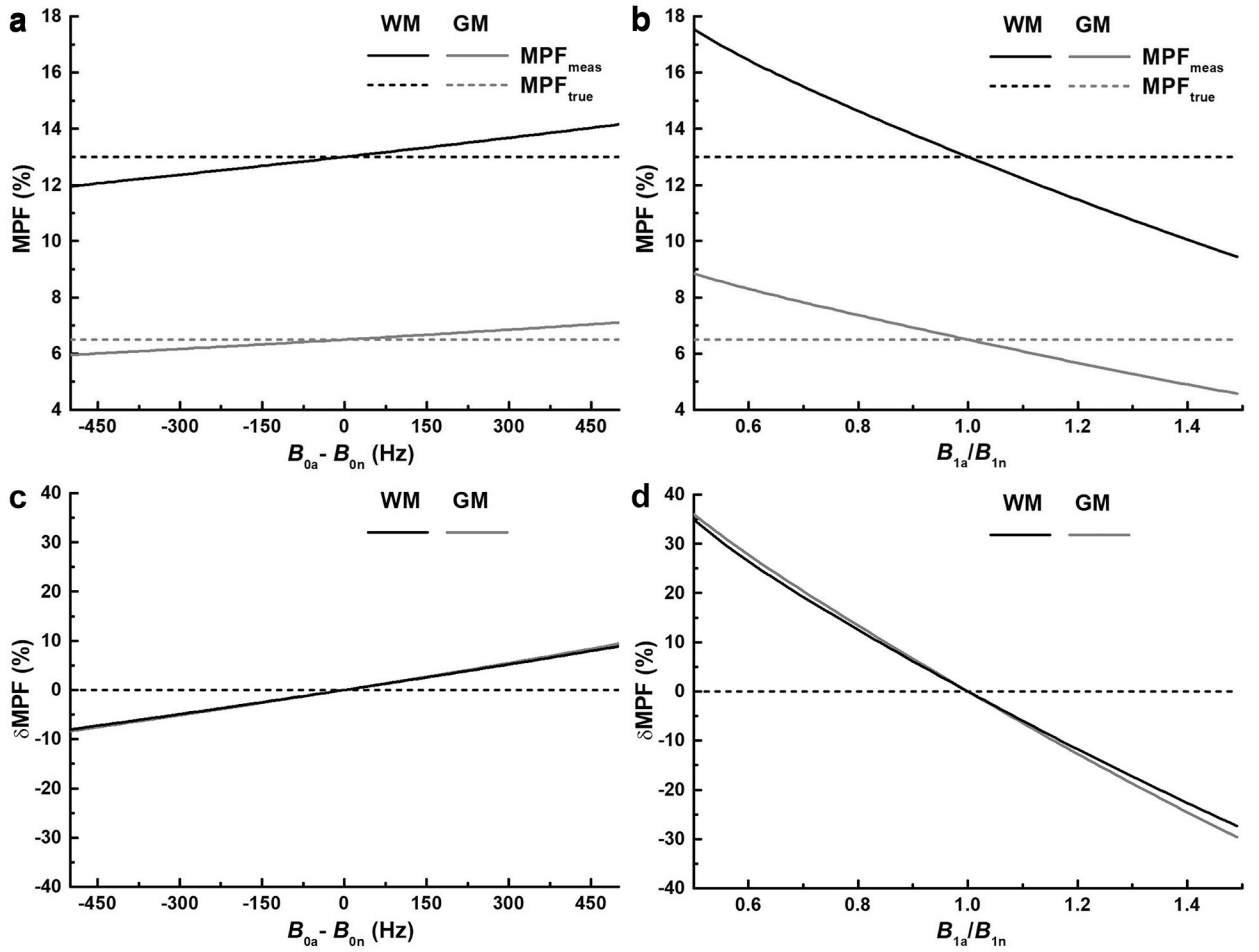 a
WM GM
MPFmeas
MPFtrue
18
16
14
12
10
8
6
4
MPF (%)
-450 -300 -150 0 150 300 450
B0a - B0n (Hz)
b
WM GM
MPFmeas
MPFtrue
18
16
14
12
10
8
6
4
MPF (%)
0.6 0.8 1.0 1.2 1.4
B1a/B1n
c
WM GM
40
30
20
10
0
-10
-20
-30
-40
δMPF (%)
-450 -300 -150 0 150 300 450
B0a - B0n (Hz)
d
WM GM
40
30
20
10
0
-10
-20
-30
-40
δMPF (%)
0.6 0.8 1.0 1.2 1.4
B1a/B1n